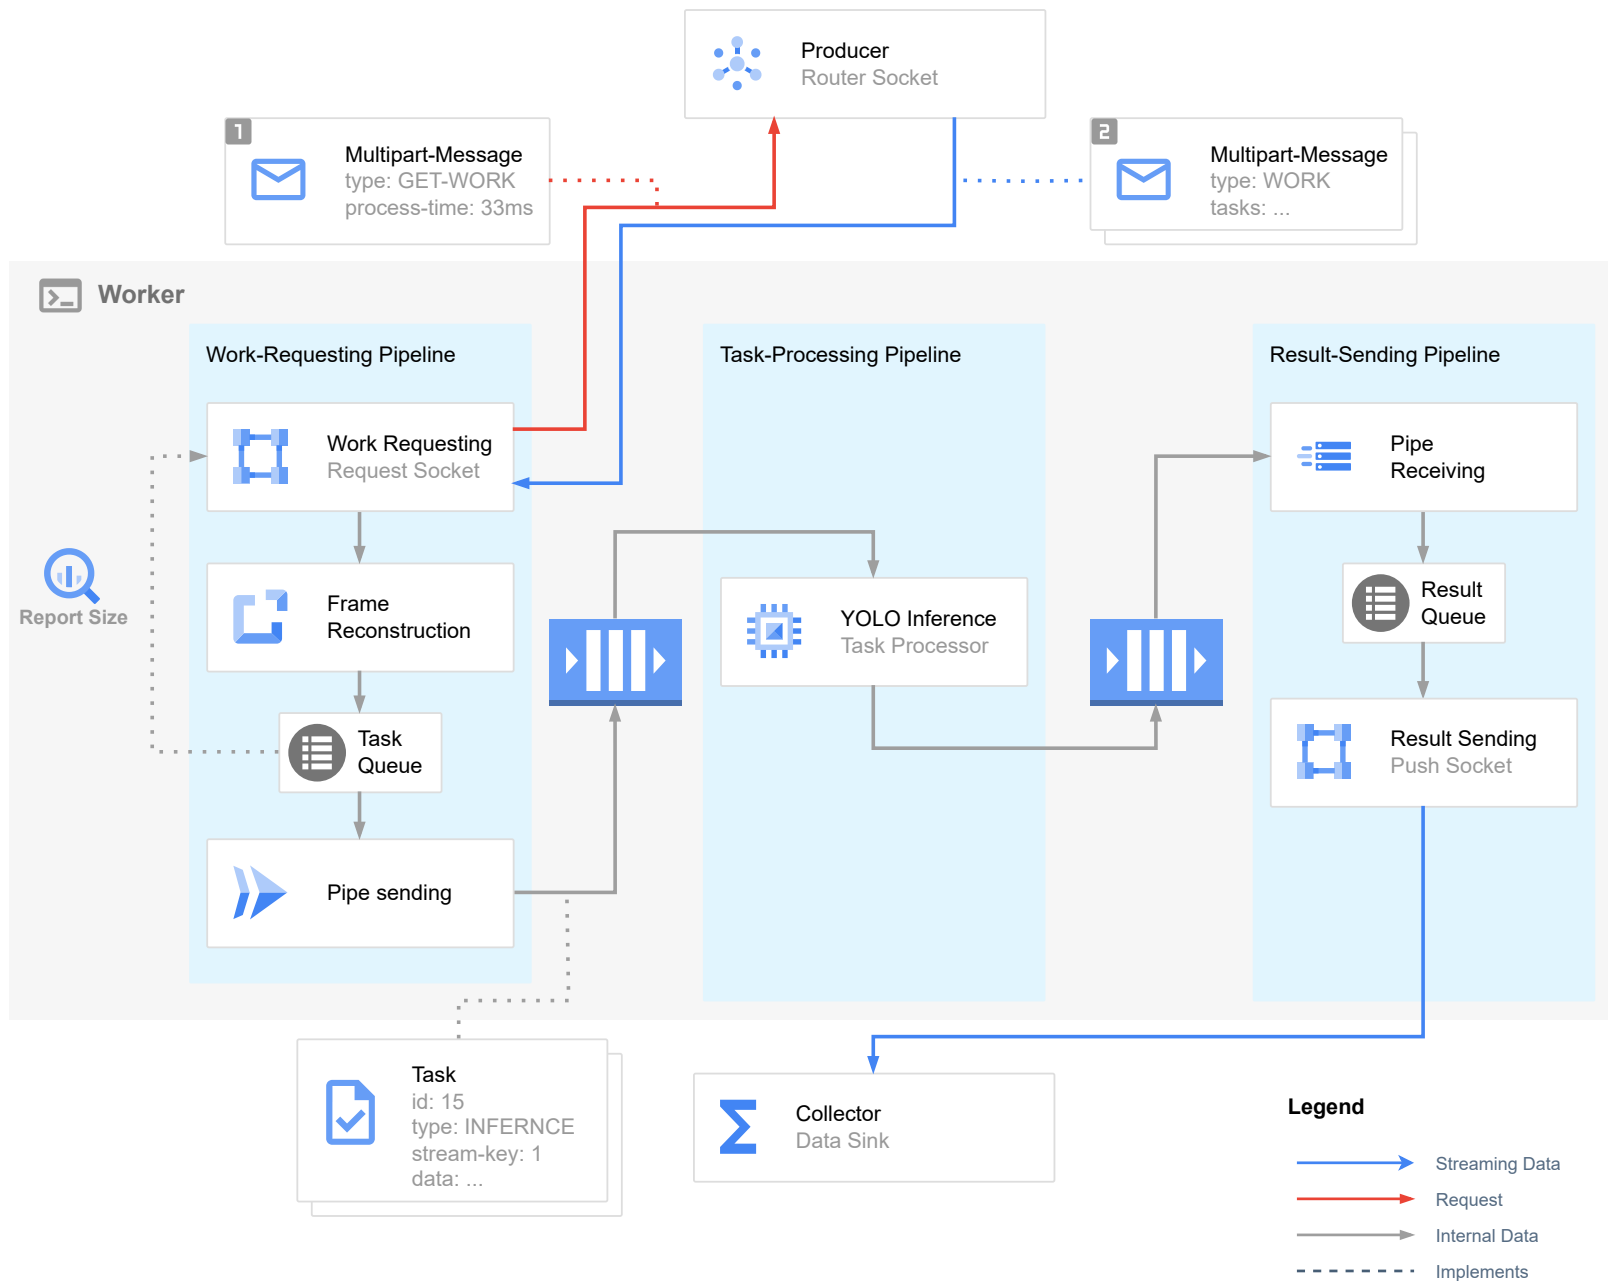 Producer
Router Socket
1
Multipart-Message
type: GET-WORK
process-time: 33ms
2
Multipart-Message
type: WORK
tasks: ...
Worker
Work-Requesting Pipeline
Task-Processing Pipeline
Result-Sending Pipeline
Work Requesting
Request Socket
Pipe
Receiving
Frame
Reconstruction
YOLO Inference
Task Processor
Result
Queue
Report Size
Task
Queue
Result Sending
Push Socket
Pipe sending
Task
id: 15
type: INFERNCE
stream-key: 1
data: ...
Collector
Data Sink
Legend
Streaming Data
Request
Internal Data
Implements